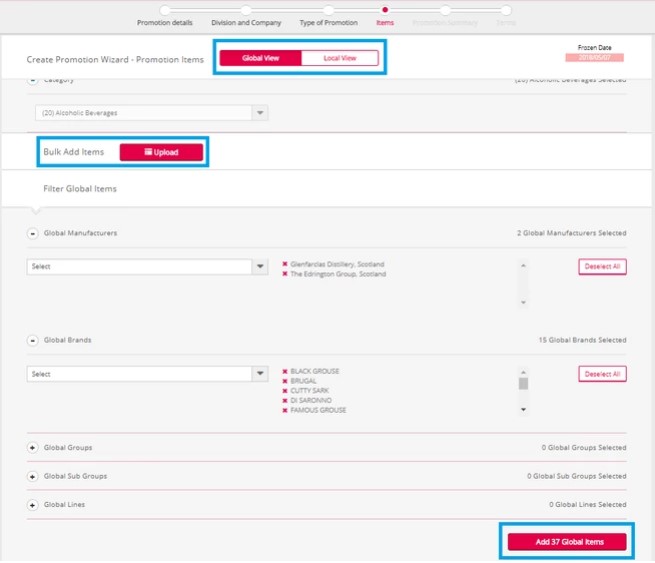 Promotion details
Division and Company
Type of Promotion
Items
Promotion Summary
Terms
Create Promotion Wizard - Promotion Items
Global View
Local View
Frozen Date
2018/05/07
Category
(20) Alcoholic Beverages Selected
(20) Alcoholic Beverages
Bulk Add Items
Upload
Filter Global Items
Global Manufacturers
2 Global Manufacturers Selected
Select
Glenfarclas Distillery, Scotland
The Edrington Group, Scotland
Deselect All
Global Brands
15 Global Brands Selected
Select
BLACK GROUSE
BRUGAL
CUTTY SARK
DI SARONNO
FAMOUS GROUSE
Deselect All
Global Groups
0 Global Groups Selected
Global Sub Groups
0 Global Sub Groups Selected
Global Lines
0 Global Lines Selected
Add 37 Global Items